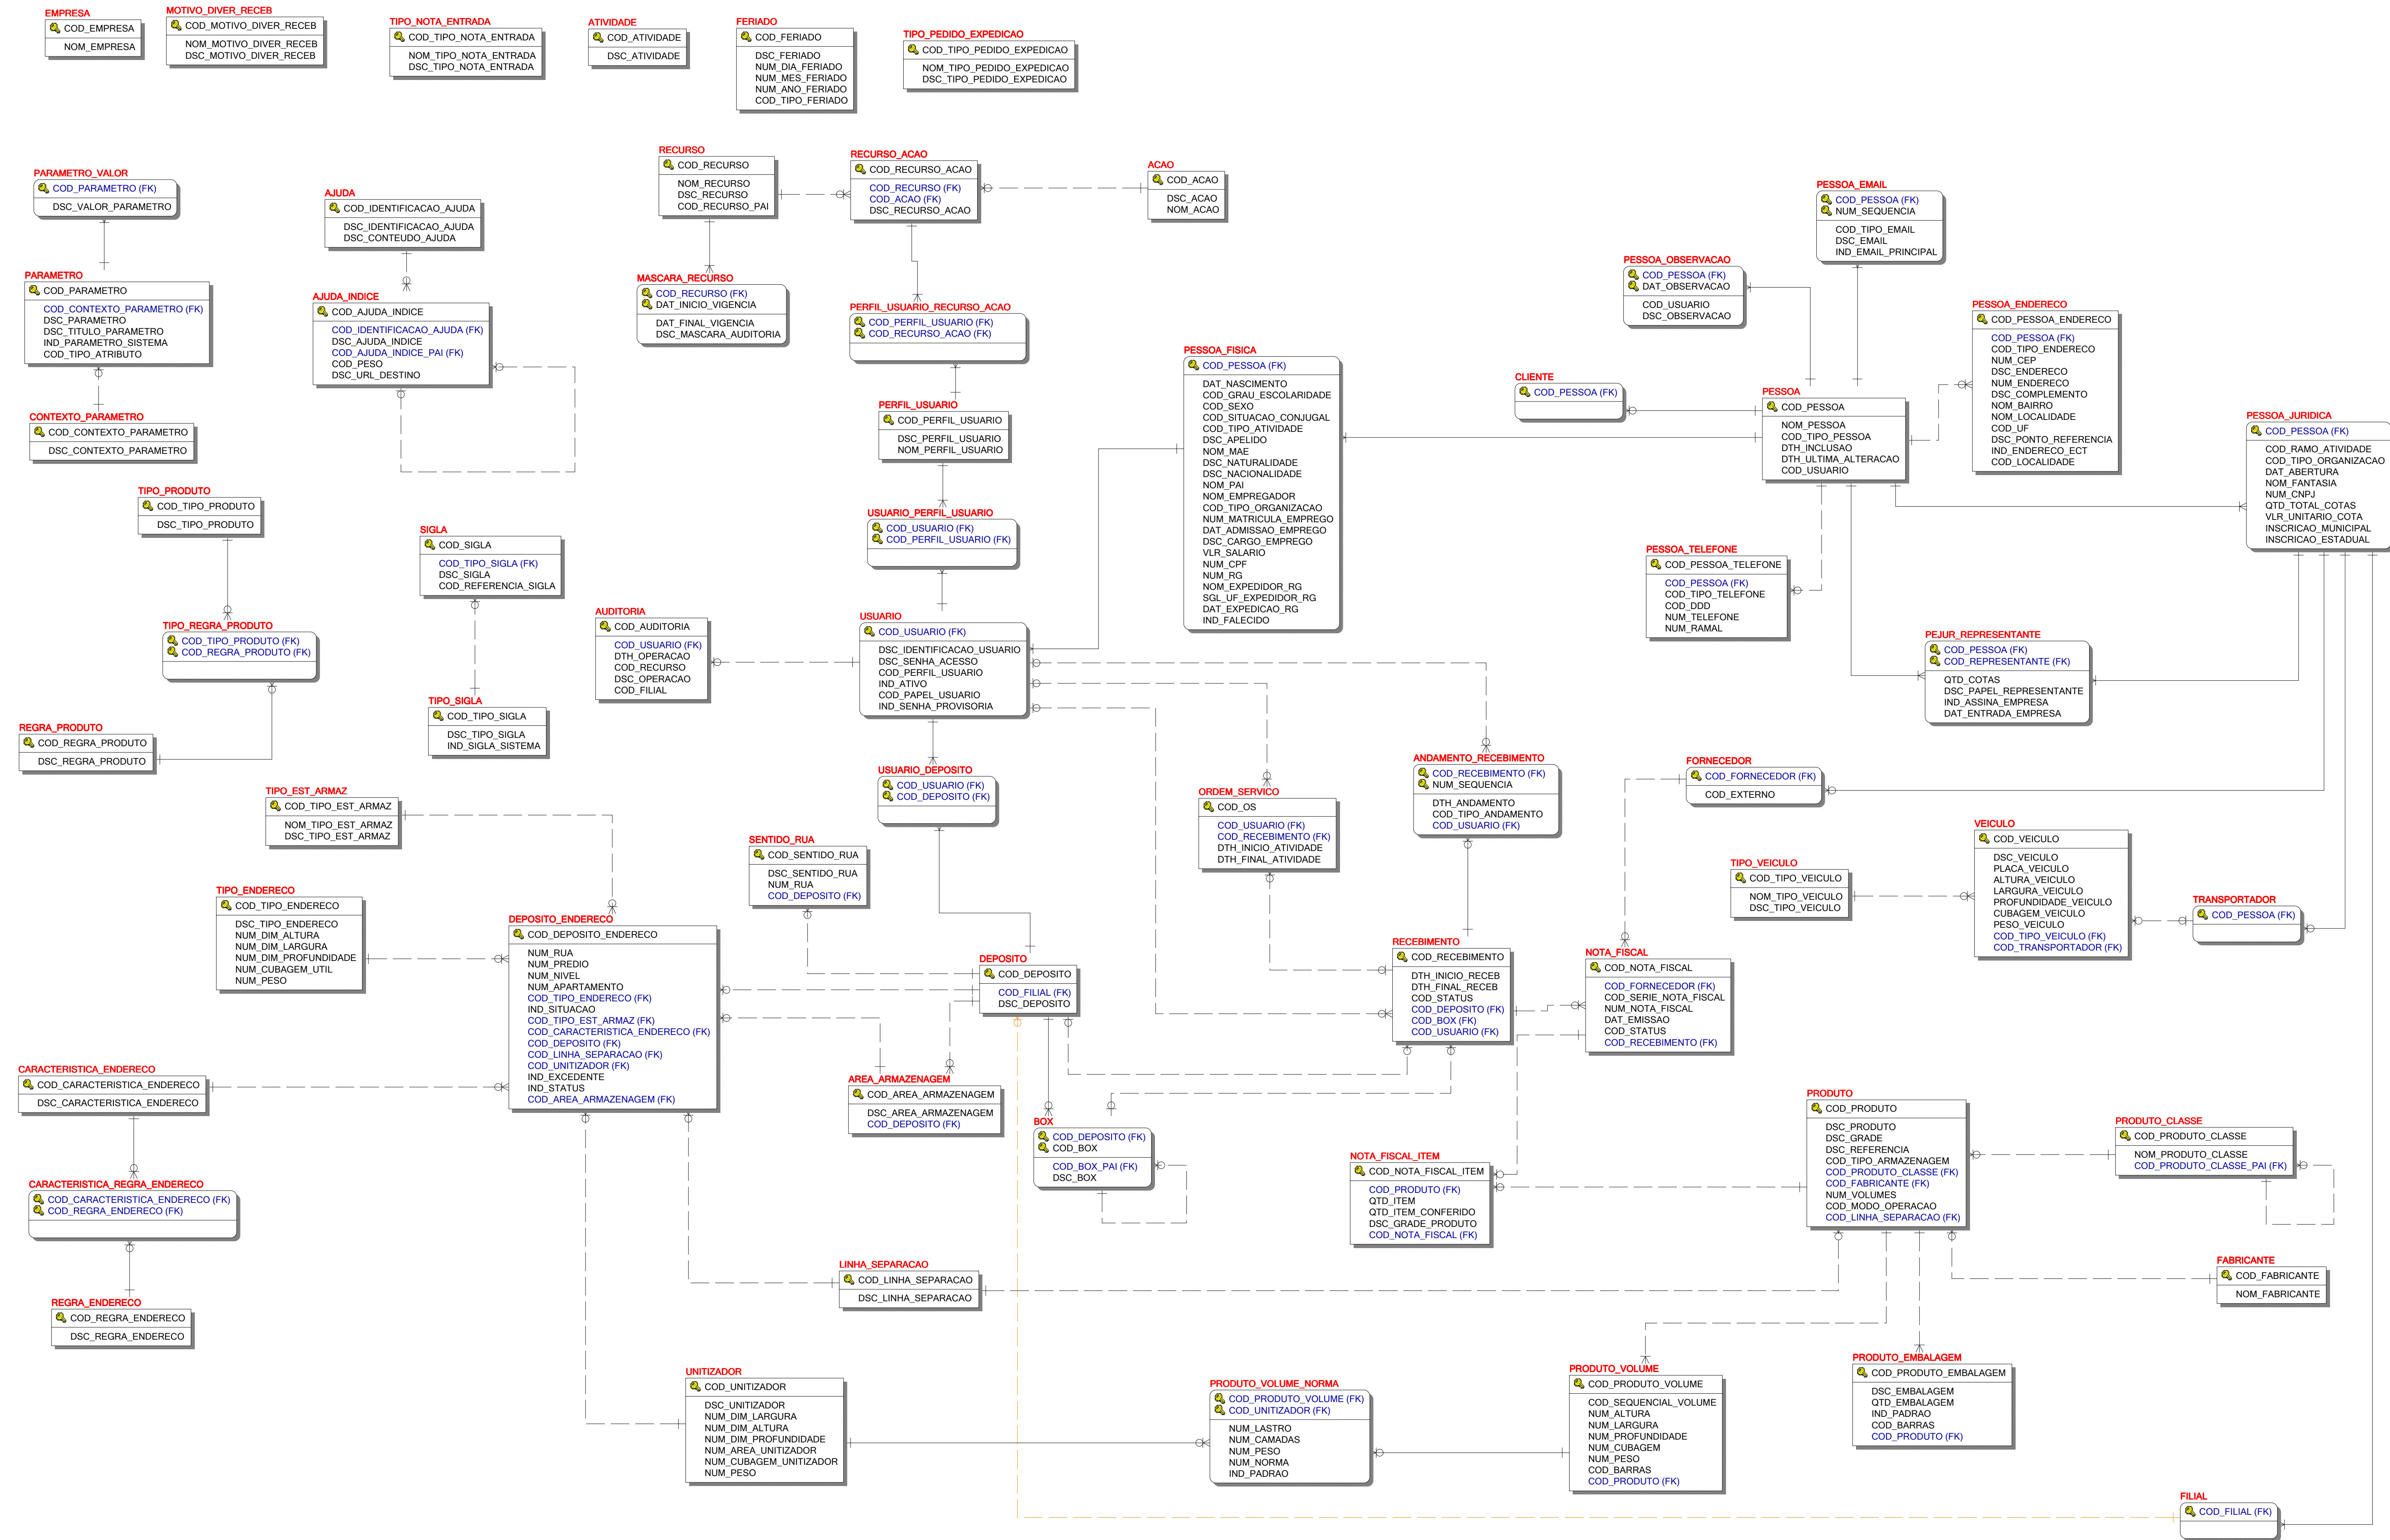 EMPRESA
COD_EMPRESA
NOM_EMPRESA
MOTIVO_DIVER_RECEB
COD_MOTIVO_DIVER_RECEB
NOM_MOTIVO_DIVER_RECEB
DSC_MOTIVO_DIVER_RECEB
TIPO_NOTA_ENTRADA
COD_TIPO_NOTA_ENTRADA
NOM_TIPO_NOTA_ENTRADA
DSC_TIPO_NOTA_ENTRADA
ATIVIDADE
COD_ATIVIDADE
DSC_ATIVIDADE
FERIADO
COD_FERIADO
DSC_FERIADO
NUM_DIA_FERIADO
NUM_MES_FERIADO
NUM_ANO_FERIADO
COD_TIPO_FERIADO
TIPO_PEDIDO_EXPEDICAO
COD_TIPO_PEDIDO_EXPEDICAO
NOM_TIPO_PEDIDO_EXPEDICAO
DSC_TIPO_PEDIDO_EXPEDICAO
PARAMETRO_VALOR
COD_PARAMETRO (FK)
DSC_VALOR_PARAMETRO
AJUDA
COD_IDENTIFICACAO_AJUDA
DSC_IDENTIFICACAO_AJUDA
DSC_CONTEUDO_AJUDA
RECURSO
COD_RECURSO
NOM_RECURSO
DSC_RECURSO
COD_RECURSO_PAI
RECURSO_ACAO
COD_RECURSO_ACAO
COD_RECURSO (FK)
COD_ACAO (FK)
DSC_RECURSO_ACAO
ACAO
COD_ACAO
DSC_ACAO
NOM_ACAO
PESSOA_EMAIL
COD_PESSOA (FK)
NUM_SEQUENCIA
COD_TIPO_EMAIL
DSC_EMAIL
IND_EMAIL_PRINCIPAL
PESSOA_OBSERVACAO
COD_PESSOA (FK)
DAT_OBSERVACAO
COD_USUARIO
DSC_OBSERVACAO
PARAMETRO
COD_PARAMETRO
COD_CONTEXTO_PARAMETRO (FK)
DSC_PARAMETRO
DSC_TITULO_PARAMETRO
IND_PARAMETRO_SISTEMA
COD_TIPO_ATRIBUTO
AJUDA_INDICE
COD_AJUDA_INDICE
COD_IDENTIFICACAO_AJUDA (FK)
DSC_AJUDA_INDICE
COD_AJUDA_INDICE_PAI (FK)
COD_PESO
DSC_URL_DESTINO
MASCARA_RECURSO
COD_RECURSO (FK)
DAT_INICIO_VIGENCIA
DAT_FINAL_VIGENCIA
DSC_MASCARA_AUDITORIA
PERFIL_USUARIO_RECURSO_ACAO
COD_PERFIL_USUARIO (FK)
COD_RECURSO_ACAO (FK)
PESSOA_ENDERECO
COD_PESSOA_ENDERECO
COD_PESSOA (FK)
COD_TIPO_ENDERECO
NUM_CEP
DSC_ENDERECO
NUM_ENDERECO
DSC_COMPLEMENTO
NOM_BAIRRO
NOM_LOCALIDADE
COD_UF
DSC_PONTO_REFERENCIA
IND_ENDERECO_ECT
COD_LOCALIDADE
PESSOA_FISICA
COD_PESSOA (FK)
DAT_NASCIMENTO
COD_GRAU_ESCOLARIDADE
COD_SEXO
COD_SITUACAO_CONJUGAL
COD_TIPO_ATIVIDADE
DSC_APELIDO
NOM_MAE
DSC_NATURALIDADE
DSC_NACIONALIDADE
NOM_PAI
NOM_EMPREGADOR
COD_TIPO_ORGANIZACAO
NUM_MATRICULA_EMPREGO
DAT_ADMISSAO_EMPREGO
DSC_CARGO_EMPREGO
VLR_SALARIO
NUM_CPF
NUM_RG
NOM_EXPEDIDOR_RG
SGL_UF_EXPEDIDOR_RG
DAT_EXPEDICAO_RG
IND_FALECIDO
CLIENTE
COD_PESSOA (FK)
PESSOA
COD_PESSOA
NOM_PESSOA
COD_TIPO_PESSOA
DTH_INCLUSAO
DTH_ULTIMA_ALTERACAO
COD_USUARIO
PESSOA_JURIDICA
COD_PESSOA (FK)
COD_RAMO_ATIVIDADE
COD_TIPO_ORGANIZACAO
DAT_ABERTURA
NOM_FANTASIA
NUM_CNPJ
QTD_TOTAL_COTAS
VLR_UNITARIO_COTA
INSCRICAO_MUNICIPAL
INSCRICAO_ESTADUAL
CONTEXTO_PARAMETRO
COD_CONTEXTO_PARAMETRO
DSC_CONTEXTO_PARAMETRO
PERFIL_USUARIO
COD_PERFIL_USUARIO
DSC_PERFIL_USUARIO
NOM_PERFIL_USUARIO
TIPO_PRODUTO
COD_TIPO_PRODUTO
DSC_TIPO_PRODUTO
SIGLA
COD_SIGLA
COD_TIPO_SIGLA (FK)
DSC_SIGLA
COD_REFERENCIA_SIGLA
USUARIO_PERFIL_USUARIO
COD_USUARIO (FK)
COD_PERFIL_USUARIO (FK)
PESSOA_TELEFONE
COD_PESSOA_TELEFONE
COD_PESSOA (FK)
COD_TIPO_TELEFONE
COD_DDD
NUM_TELEFONE
NUM_RAMAL
TIPO_REGRA_PRODUTO
COD_TIPO_PRODUTO (FK)
COD_REGRA_PRODUTO (FK)
AUDITORIA
COD_AUDITORIA
COD_USUARIO (FK)
DTH_OPERACAO
COD_RECURSO
DSC_OPERACAO
COD_FILIAL
USUARIO
COD_USUARIO (FK)
DSC_IDENTIFICACAO_USUARIO
DSC_SENHA_ACESSO
COD_PERFIL_USUARIO
IND_ATIVO
COD_PAPEL_USUARIO
IND_SENHA_PROVISORIA
PEJUR_REPRESENTANTE
COD_PESSOA (FK)
COD_REPRESENTANTE (FK)
QTD_COTAS
DSC_PAPEL_REPRESENTANTE
IND_ASSINA_EMPRESA
DAT_ENTRADA_EMPRESA
TIPO_SIGLA
COD_TIPO_SIGLA
DSC_TIPO_SIGLA
IND_SIGLA_SISTEMA
REGRA_PRODUTO
COD_REGRA_PRODUTO
DSC_REGRA_PRODUTO
TIPO_EST_ARMAZ
COD_TIPO_EST_ARMAZ
NOM_TIPO_EST_ARMAZ
DSC_TIPO_EST_ARMAZ
USUARIO_DEPOSITO
COD_USUARIO (FK)
COD_DEPOSITO (FK)
ANDAMENTO_RECEBIMENTO
COD_RECEBIMENTO (FK)
NUM_SEQUENCIA
DTH_ANDAMENTO
COD_TIPO_ANDAMENTO
COD_USUARIO (FK)
FORNECEDOR
COD_FORNECEDOR (FK)
COD_EXTERNO
ORDEM_SERVICO
COD_OS
COD_USUARIO (FK)
COD_RECEBIMENTO (FK)
DTH_INICIO_ATIVIDADE
DTH_FINAL_ATIVIDADE
SENTIDO_RUA
COD_SENTIDO_RUA
DSC_SENTIDO_RUA
NUM_RUA
COD_DEPOSITO (FK)
VEICULO
COD_VEICULO
DSC_VEICULO
PLACA_VEICULO
ALTURA_VEICULO
LARGURA_VEICULO
PROFUNDIDADE_VEICULO
CUBAGEM_VEICULO
PESO_VEICULO
COD_TIPO_VEICULO (FK)
COD_TRANSPORTADOR (FK)
TIPO_VEICULO
COD_TIPO_VEICULO
NOM_TIPO_VEICULO
DSC_TIPO_VEICULO
TRANSPORTADOR
COD_PESSOA (FK)
TIPO_ENDERECO
COD_TIPO_ENDERECO
DSC_TIPO_ENDERECO
NUM_DIM_ALTURA
NUM_DIM_LARGURA
NUM_DIM_PROFUNDIDADE
NUM_CUBAGEM_UTIL
NUM_PESO
DEPOSITO_ENDERECO
COD_DEPOSITO_ENDERECO
NUM_RUA
NUM_PREDIO
NUM_NIVEL
NUM_APARTAMENTO
COD_TIPO_ENDERECO (FK)
IND_SITUACAO
COD_TIPO_EST_ARMAZ (FK)
COD_CARACTERISTICA_ENDERECO (FK)
COD_DEPOSITO (FK)
COD_LINHA_SEPARACAO (FK)
COD_UNITIZADOR (FK)
IND_EXCEDENTE
IND_STATUS
COD_AREA_ARMAZENAGEM (FK)
DEPOSITO
COD_DEPOSITO
COD_FILIAL (FK)
DSC_DEPOSITO
RECEBIMENTO
COD_RECEBIMENTO
DTH_INICIO_RECEB
DTH_FINAL_RECEB
COD_STATUS
COD_DEPOSITO (FK)
COD_BOX (FK)
COD_USUARIO (FK)
NOTA_FISCAL
COD_NOTA_FISCAL
COD_FORNECEDOR (FK)
COD_SERIE_NOTA_FISCAL
NUM_NOTA_FISCAL
DAT_EMISSAO
COD_STATUS
COD_RECEBIMENTO (FK)
CARACTERISTICA_ENDERECO
COD_CARACTERISTICA_ENDERECO
DSC_CARACTERISTICA_ENDERECO
AREA_ARMAZENAGEM
COD_AREA_ARMAZENAGEM
DSC_AREA_ARMAZENAGEM
COD_DEPOSITO (FK)
BOX
COD_DEPOSITO (FK)
COD_BOX
COD_BOX_PAI (FK)
DSC_BOX
PRODUTO
COD_PRODUTO
DSC_PRODUTO
DSC_GRADE
DSC_REFERENCIA
COD_TIPO_ARMAZENAGEM
COD_PRODUTO_CLASSE (FK)
COD_FABRICANTE (FK)
NUM_VOLUMES
COD_MODO_OPERACAO
COD_LINHA_SEPARACAO (FK)
PRODUTO_CLASSE
COD_PRODUTO_CLASSE
NOM_PRODUTO_CLASSE
COD_PRODUTO_CLASSE_PAI (FK)
NOTA_FISCAL_ITEM
COD_NOTA_FISCAL_ITEM
COD_PRODUTO (FK)
QTD_ITEM
QTD_ITEM_CONFERIDO
DSC_GRADE_PRODUTO
COD_NOTA_FISCAL (FK)
CARACTERISTICA_REGRA_ENDERECO
COD_CARACTERISTICA_ENDERECO (FK)
COD_REGRA_ENDERECO (FK)
LINHA_SEPARACAO
COD_LINHA_SEPARACAO
DSC_LINHA_SEPARACAO
FABRICANTE
COD_FABRICANTE
NOM_FABRICANTE
REGRA_ENDERECO
COD_REGRA_ENDERECO
DSC_REGRA_ENDERECO
UNITIZADOR
COD_UNITIZADOR
DSC_UNITIZADOR
NUM_DIM_LARGURA
NUM_DIM_ALTURA
NUM_DIM_PROFUNDIDADE
NUM_AREA_UNITIZADOR
NUM_CUBAGEM_UNITIZADOR
NUM_PESO
PRODUTO_VOLUME_NORMA
COD_PRODUTO_VOLUME (FK)
COD_UNITIZADOR (FK)
NUM_LASTRO
NUM_CAMADAS
NUM_PESO
NUM_NORMA
IND_PADRAO
PRODUTO_VOLUME
COD_PRODUTO_VOLUME
COD_SEQUENCIAL_VOLUME
NUM_ALTURA
NUM_LARGURA
NUM_PROFUNDIDADE
NUM_CUBAGEM
NUM_PESO
COD_BARRAS
COD_PRODUTO (FK)
PRODUTO_EMBALAGEM
COD_PRODUTO_EMBALAGEM
DSC_EMBALAGEM
QTD_EMBALAGEM
IND_PADRAO
COD_BARRAS
COD_PRODUTO (FK)
FILIAL
COD_FILIAL (FK)